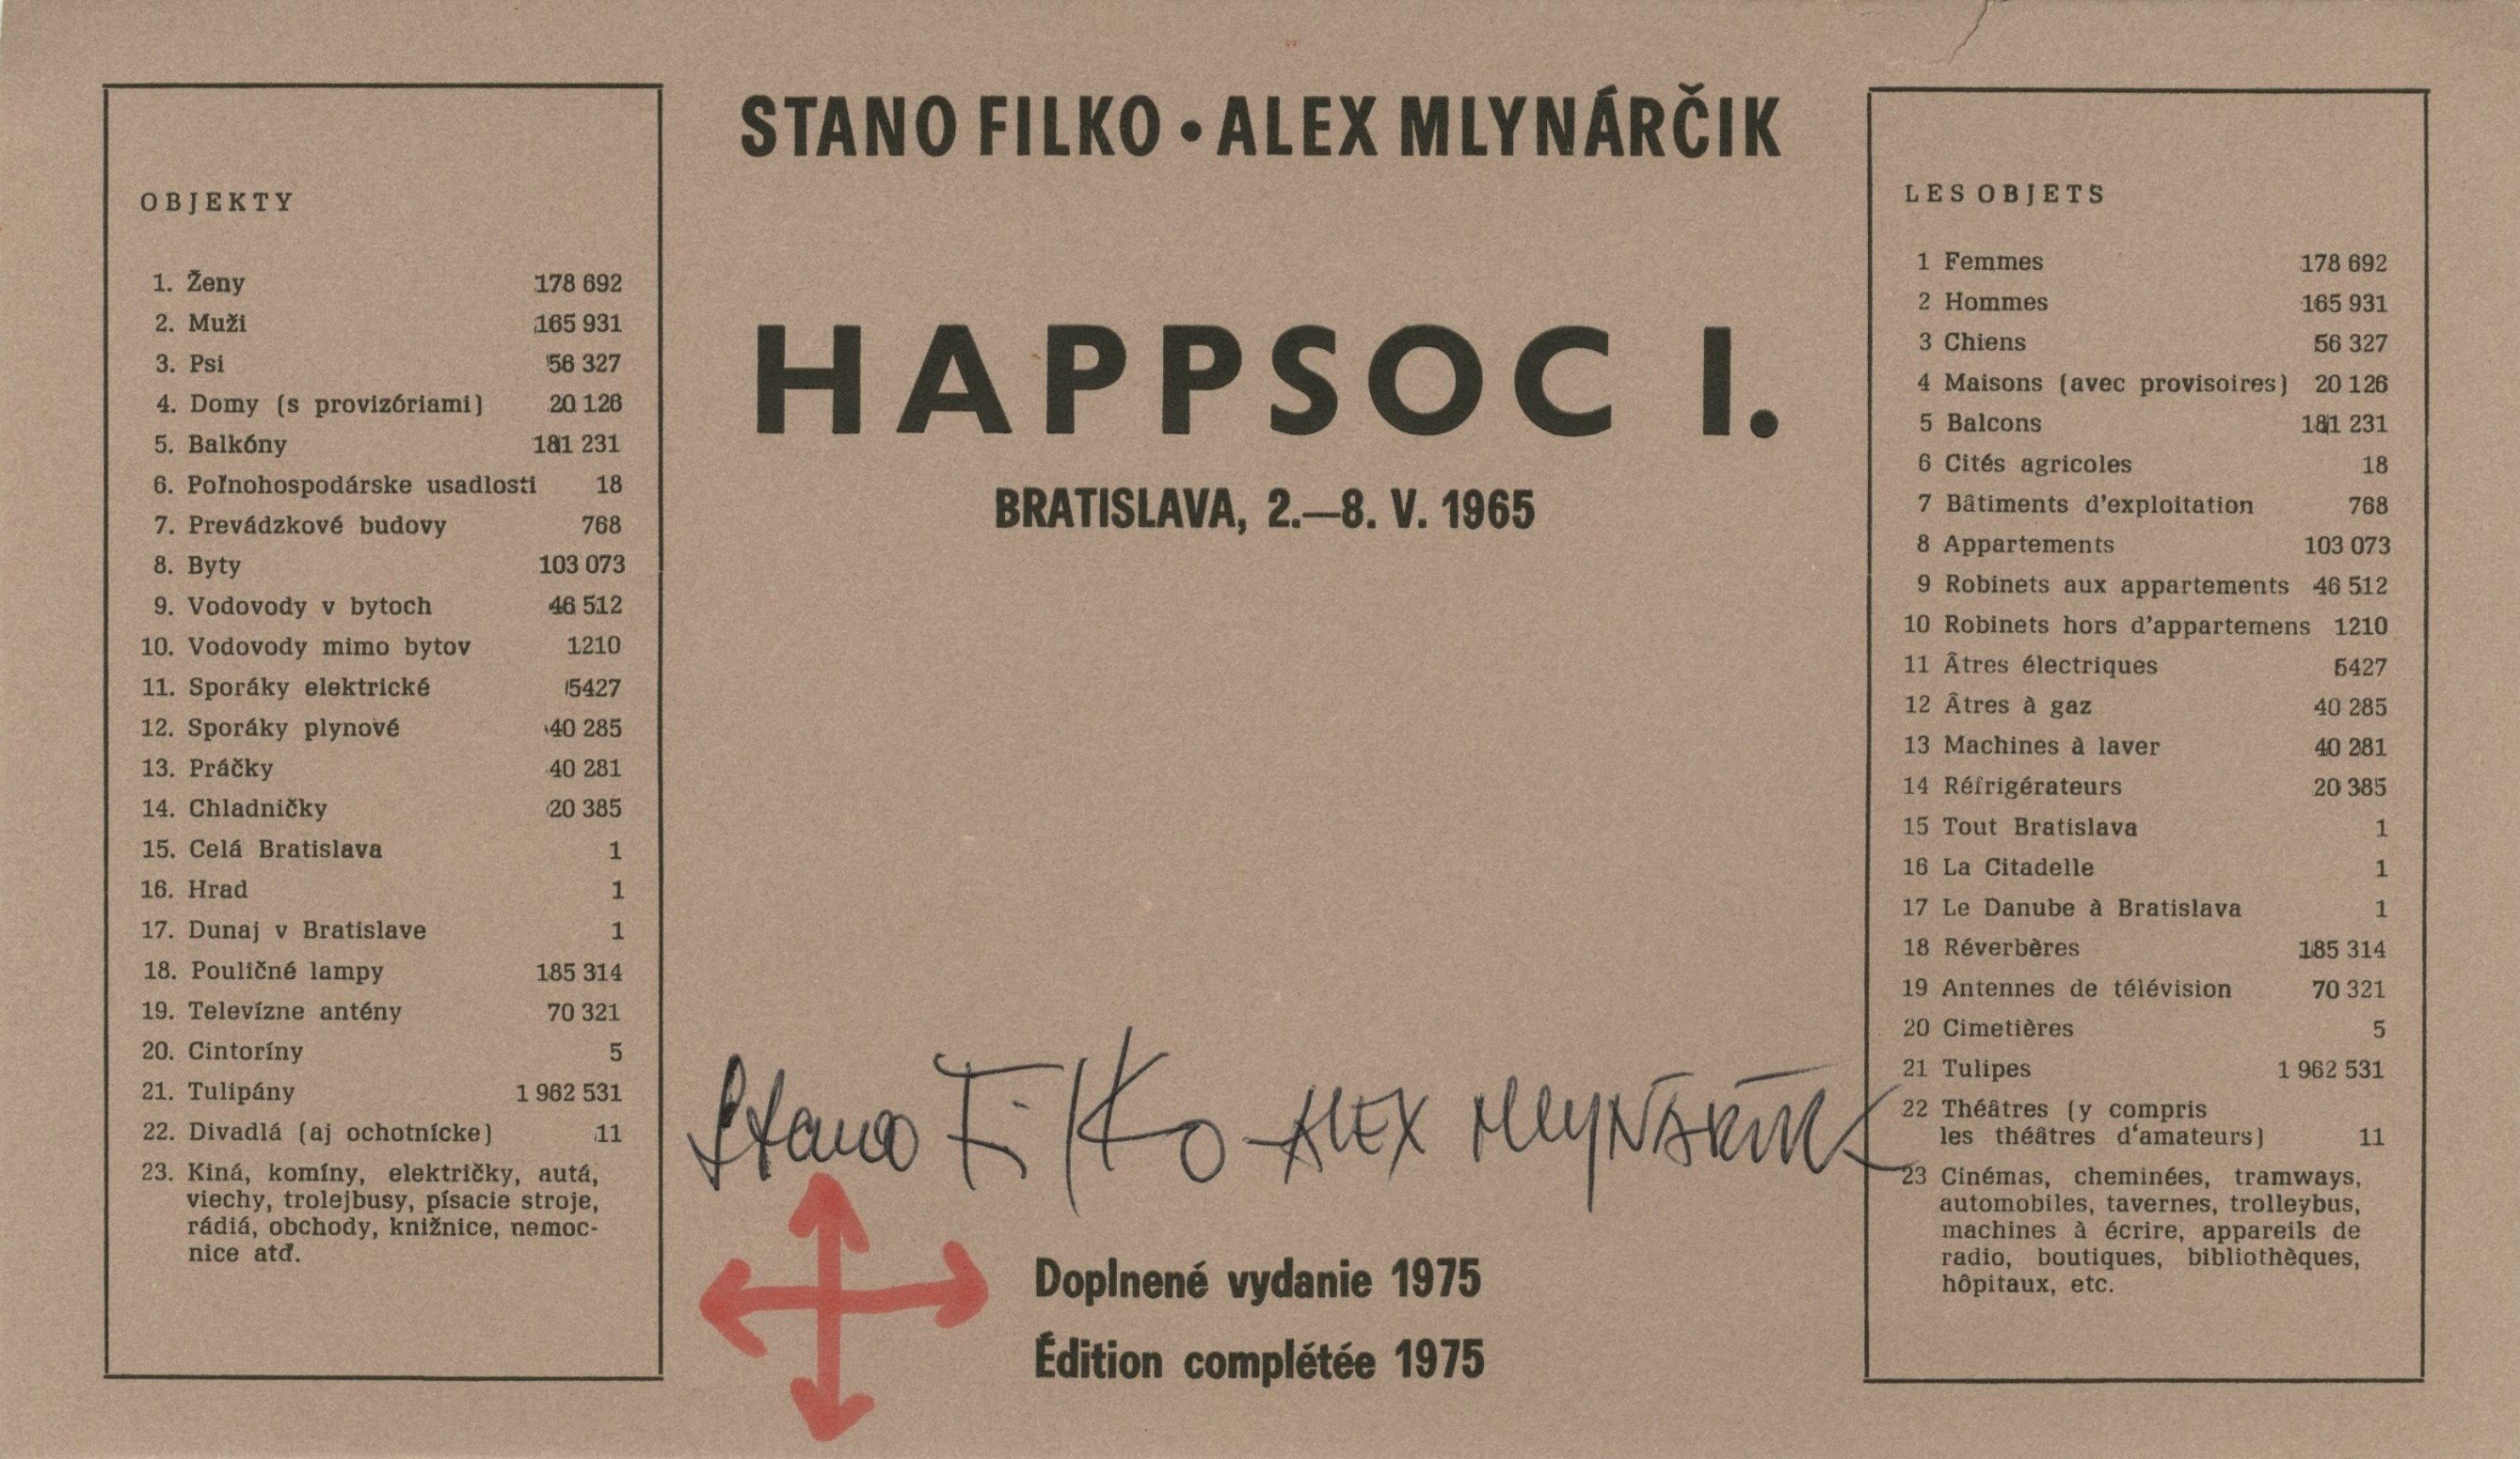 OBJEKTY
1. Ženy 178 692
2. Muži 165 931
3. Psi 56 327
4. Domy (s provizóriami) 20 126
5. Balkóny 181 231
6. Poľnohospodárske usadlosti 18
7. Prevádzkové budovy 768
8. Byty 103 073
9. Vodovody v bytoch 46 512
10. Vodovody mimo bytov 1210
11. Sporáky elektrické 5427
12. Sporáky plynové 40 285
13. Práčky 40 281
14. Chladničky 20 385
15. Celá Bratislava 1
16. Hrad 1
17. Dunaj v Bratislave 1
18. Pouličné lampy 185 314
19. Televízne antény 70 321
20. Cintoríny 5
21. Tulipány 1 962 531
22. Divadlá (aj ochotnícke) 11
23. Kiná, komíny, električky, autá,
viechy, trolejbusy, písacie stroje,
rádiá, obchody, knižnice, nemoc-
nice atď.
STANO FILKO • ALEX MLYNÁRČIK
HAPPSOC I.
BRATISLAVA, 2.—8. V. 1965
Stano Filko - ALEX MLYNÁRČIK
Doplnené vydanie 1975
Édition complétée 1975
LES OBJETS
1 Femmes 178 692
2 Hommes 165 931
3 Chiens 56 327
4 Maisons (avec provisoires) 20 126
5 Balcons 181 231
6 Cités agricoles 18
7 Bâtiments d'exploitation 768
8 Appartements 103 073
9 Robinets aux appartements 46 512
10 Robinets hors d'appartemens 1210
11 Âtres électriques 5427
12 Âtres à gaz 40 285
13 Machines à laver 40 281
14 Réfrigérateurs 20 385
15 Tout Bratislava 1
16 La Citadelle 1
17 Le Danube à Bratislava 1
18 Réverbères 185 314
19 Antennes de télévision 70 321
20 Cimetières 5
21 Tulipes 1 962 531
22 Théâtres (y compris
les théâtres d'amateurs) 11
23 Cinémas, cheminées, tramways,
automobiles, tavernes, trolleybus,
machines à écrire, appareils de
radio, boutiques, bibliothèques,
hôpitaux, etc.